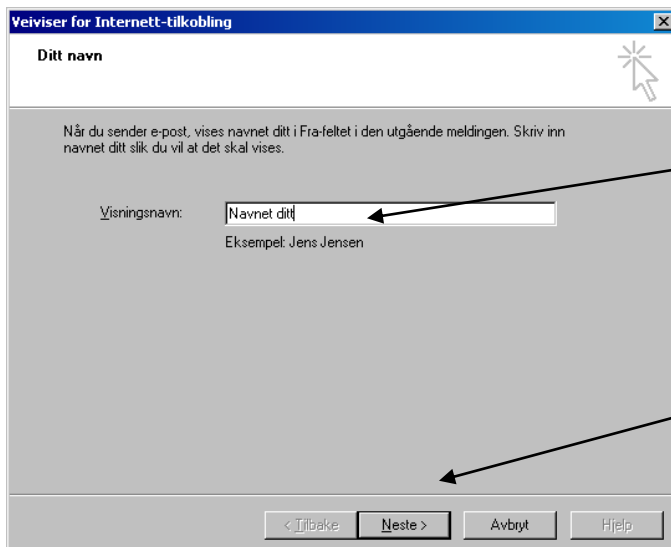 Veiviser for Internett-tilkobling
Ditt navn
Når du sender e-post, vises navnet ditt i Fra-feltet i den utgående meldingen. Skriv inn
navnet ditt slik du vil at det skal vises.
Visningsnavn: Navnet ditt
Eksempel: Jens Jensen
< Tilbake Neste > Avbryt Hjelp